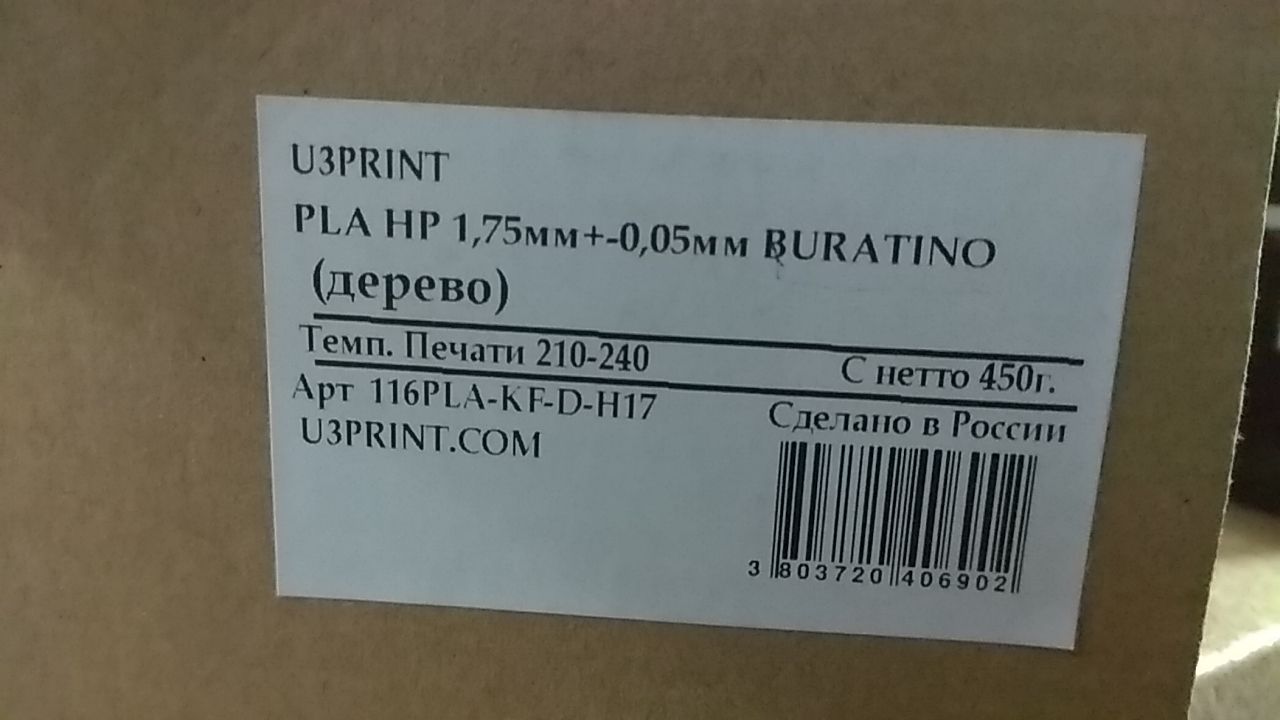 U3PRINT
PLA HP 1,75мм+-0,05мм BURATINO
(дерево)
Темп. Печати 210-240 С нетто 450г.
Арт 116PLA-KF-D-H17 Сделано в России
U3PRINT.COM
3 803720 406902